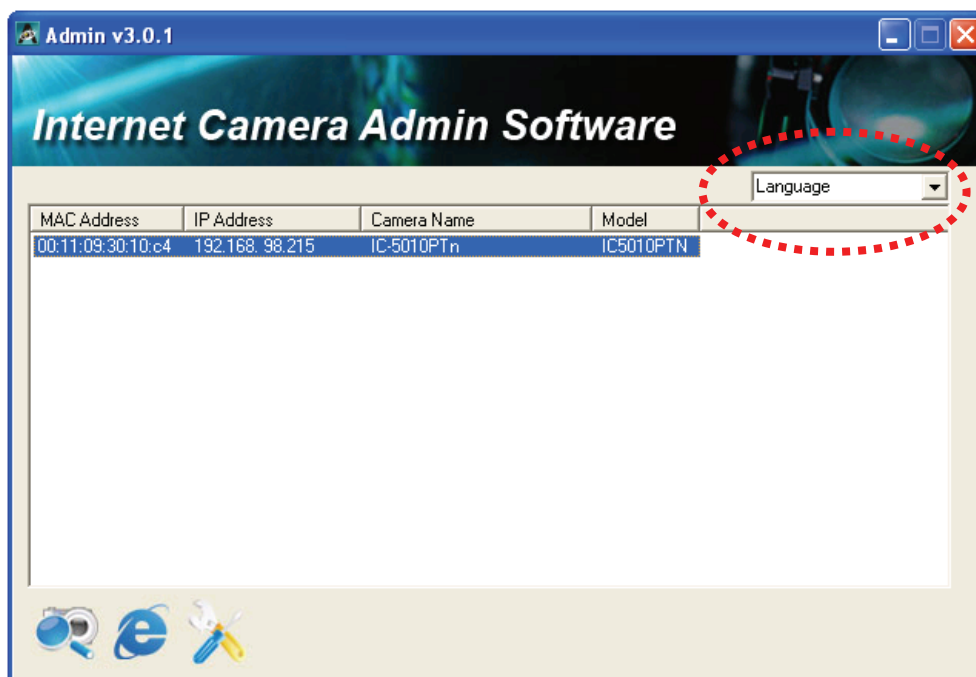 Admin v3.0.1
Internet Camera Admin Software
Language
MAC Address IP Address Camera Name Model
00:11:09:30:10:c4 192.168. 98.215 IC-5010PTn IC5010PTN